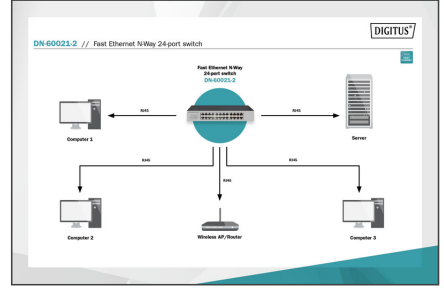 DIGITUS®
DN-60021-2 // Fast Ethernet N-Way 24-port switch
Fast Ethernet N-Way
24-port switch
DN-60021-2
RJ45
RJ45
Computer 1
Server
RJ45
RJ45
RJ45
Computer 2
Wireless AP/Router
Computer 3